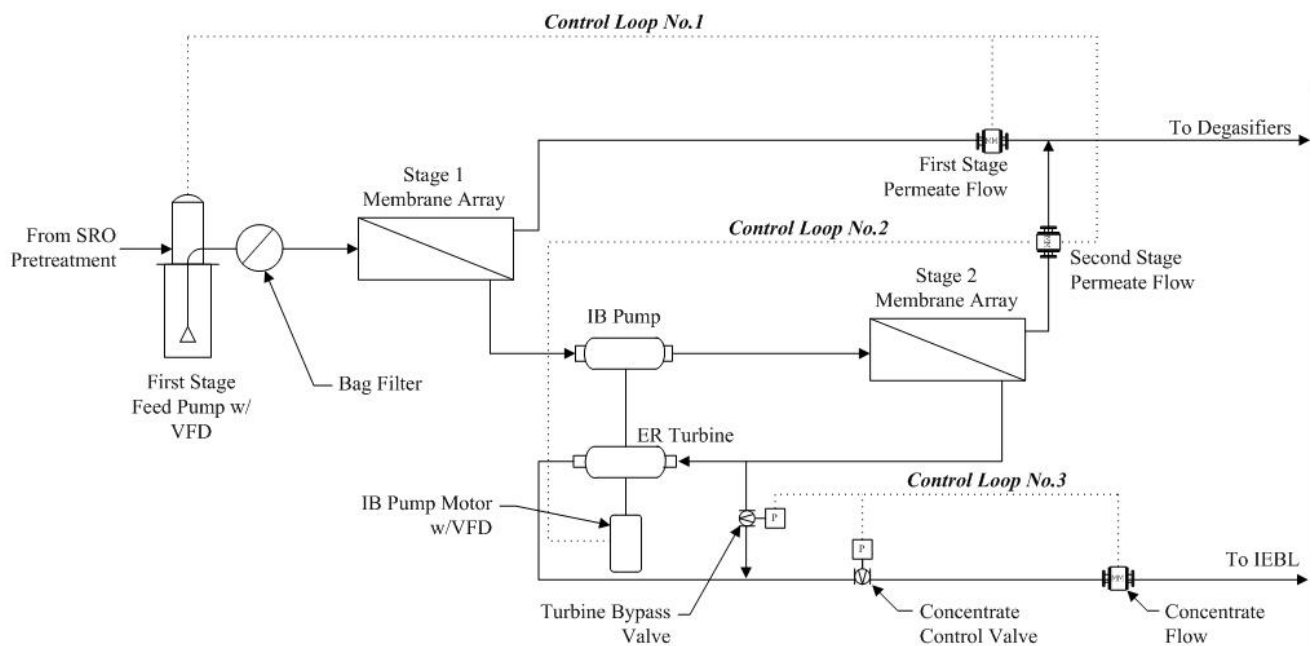 Control Loop No.1
To Degasifiers
First Stage
Permeate Flow
Stage 1
Membrane Array
Control Loop No.2
From SRO
Pretreatment
Second Stage
Permeate Flow
Stage 2
Membrane Array
IB Pump
Bag Filter
First Stage
Feed Pump w/
VFD
ER Turbine
Control Loop No.3
IB Pump Motor
w/VFD
P
P
To IEBL
Turbine Bypass
Valve
Concentrate
Control Valve
Concentrate
Flow